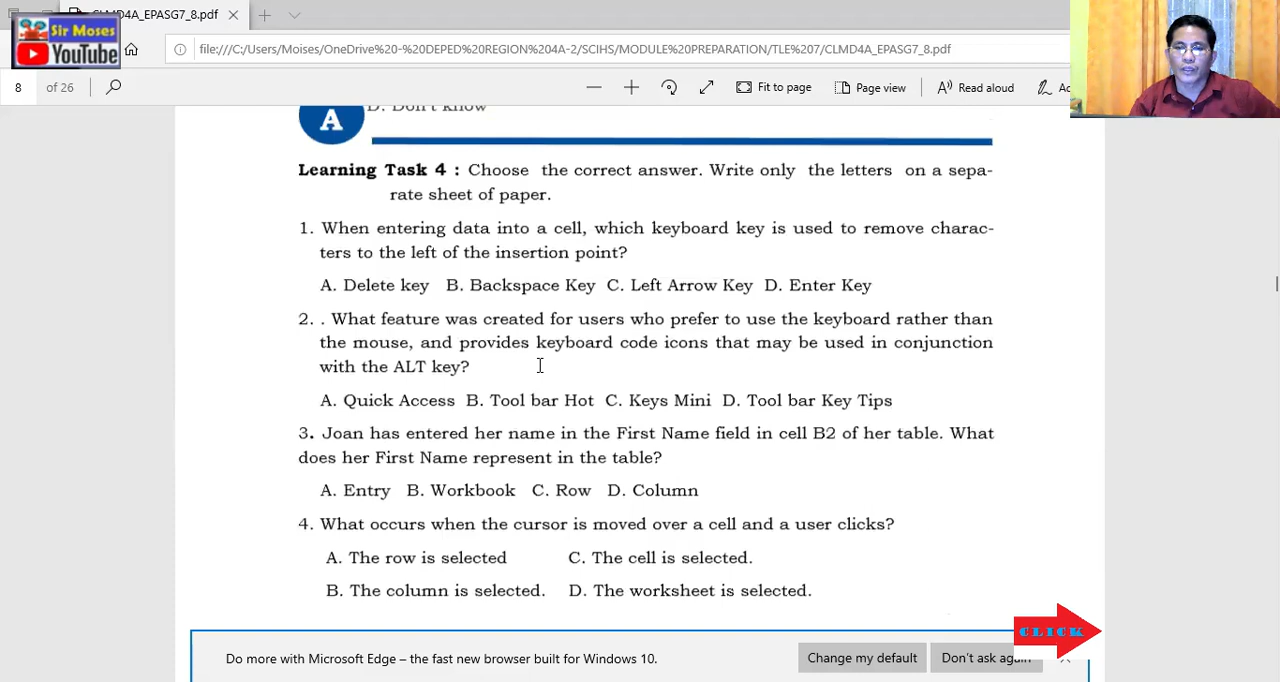 CLMD4A_EPASG7_8.pdf
Sir Moses
YouTube
file:///C:/Users/Moises/OneDrive%20-%20DEPED%20REGION%204A-2/SCIHS/MODULE%20PREPARATION/TLE%207/CLMD4A_EPASG7_8.pdf
8 of 26 Fit to page Page view Read aloud
D. Don't know
A
Learning Task 4 : Choose the correct answer. Write only the letters on a sepa-
rate sheet of paper.
1. When entering data into a cell, which keyboard key is used to remove charac-
ters to the left of the insertion point?
A. Delete key B. Backspace Key C. Left Arrow Key D. Enter Key
2. . What feature was created for users who prefer to use the keyboard rather than
the mouse, and provides keyboard code icons that may be used in conjunction
with the ALT key?
A. Quick Access B. Tool bar Hot C. Keys Mini D. Tool bar Key Tips
3. Joan has entered her name in the First Name field in cell B2 of her table. What
does her First Name represent in the table?
A. Entry B. Workbook C. Row D. Column
4. What occurs when the cursor is moved over a cell and a user clicks?
A. The row is selected C. The cell is selected.
B. The column is selected. D. The worksheet is selected.
CLICK
Do more with Microsoft Edge – the fast new browser built for Windows 10. Change my default Don't ask again